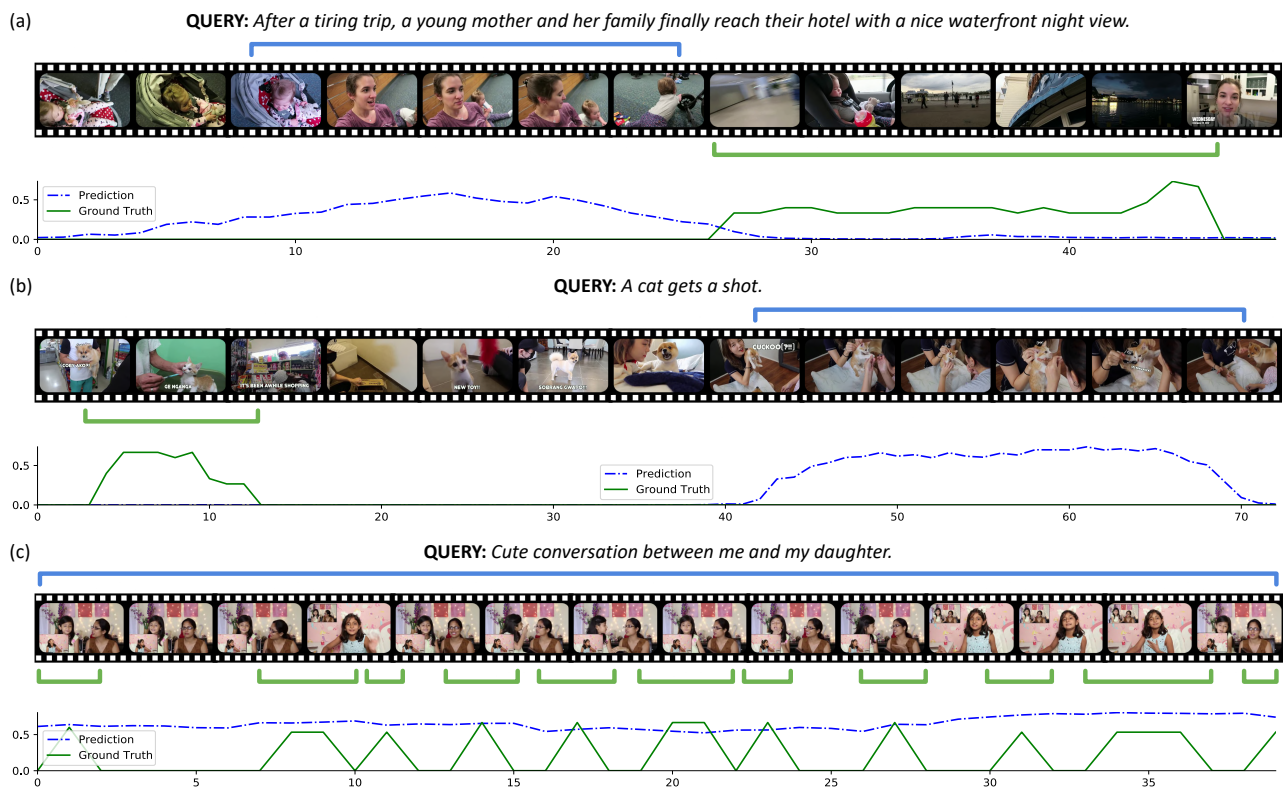 (a)
QUERY: After a tiring trip, a young mother and her family finally reach their hotel with a nice waterfront night view.
WEDNESDAY
0.5
Prediction
Ground Truth
0.0
0 10 20 30 40
(b)
QUERY: A cat gets a shot.
GE NGANGA
IT'S BEEN AWHILE SHOPPING
NEW TOY!!
CUCKOO
0.5
Prediction
Ground Truth
0.0
0 10 20 30 40 50 60 70
(c)
QUERY: Cute conversation between me and my daughter.
0.5
Prediction
Ground Truth
0.0
0 5 10 15 20 25 30 35